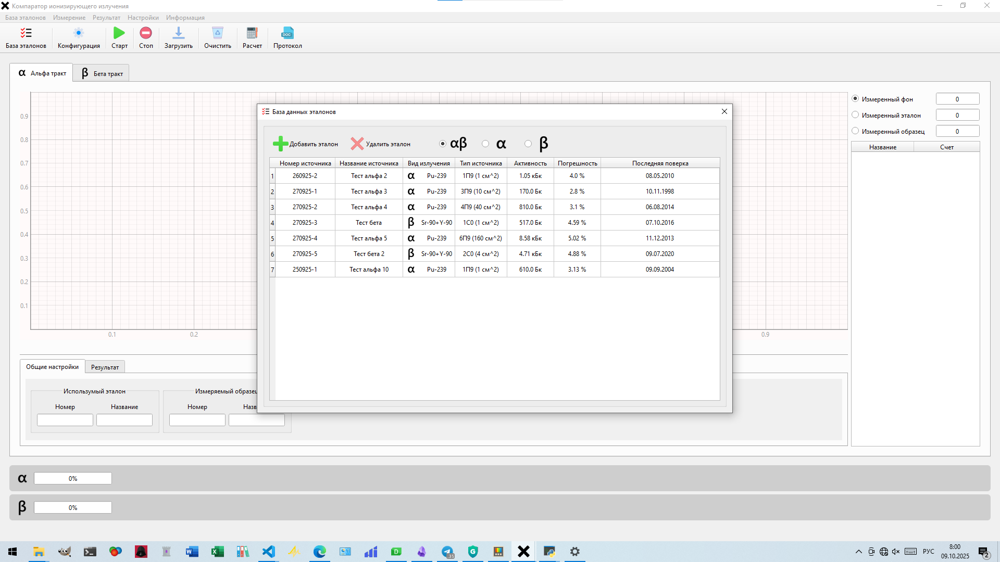 Компаратор ионизирующего излучения
База эталонов Измерение Результат Настройки Информация
База эталонов Конфигурация Старт Стоп Загрузить Очистить Расчет DOC Протокол
α Альфа тракт β Бета тракт
0.9
0.8
0.7
0.6
0.5
0.4
0.3
0.2
0.1
0.1 0.2 0.9
Измеренный фон 0
Измеренный эталон 0
Измеренный образец 0
Название Счет
База данных эталонов
Добавить эталон Удалить эталон αβ α β
Номер источника Название источника Вид излучения Тип источника Активность Погрешность Последняя поверка
1 260925-2 Тест альфа 2 α Pu-239 1П9 (1 см^2) 1.05 кБк 4.0 % 08.05.2010
2 270925-1 Тест альфа 3 α Pu-239 3П9 (10 см^2) 170.0 Бк 2.8 % 10.11.1998
3 270925-2 Тест альфа 4 α Pu-239 4П9 (40 см^2) 810.0 Бк 3.1 % 06.08.2014
4 270925-3 Тест бета β Sr-90+Y-90 1С0 (1 см^2) 517.0 Бк 4.59 % 07.10.2016
5 270925-4 Тест альфа 5 α Pu-239 6П9 (160 см^2) 8.58 кБк 5.02 % 11.12.2013
6 270925-5 Тест бета 2 β Sr-90+Y-90 2С0 (4 см^2) 4.71 кБк 4.88 % 09.07.2020
7 250925-1 Тест альфа 10 α Pu-239 1П9 (1 см^2) 610.0 Бк 3.13 % 09.09.2004
Общие настройки Результат
Использумый эталон Измеряемый образец
Номер Название Номер Назв
α 0%
β 0%
35
РУС
8:00
09.10.2025
2